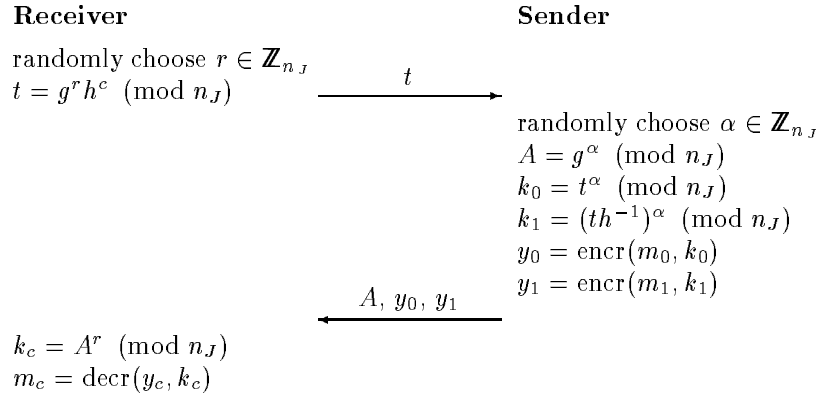 Receiver
randomly choose r ∈ ℤ_{n_J}
t = g^r h^c (mod n_J)
t
Sender
randomly choose α ∈ ℤ_{n_J}
A = g^α (mod n_J)
k_0 = t^α (mod n_J)
k_1 = (th^{-1})^α (mod n_J)
y_0 = encr(m_0, k_0)
y_1 = encr(m_1, k_1)
A, y_0, y_1
k_c = A^r (mod n_J)
m_c = decr(y_c, k_c)